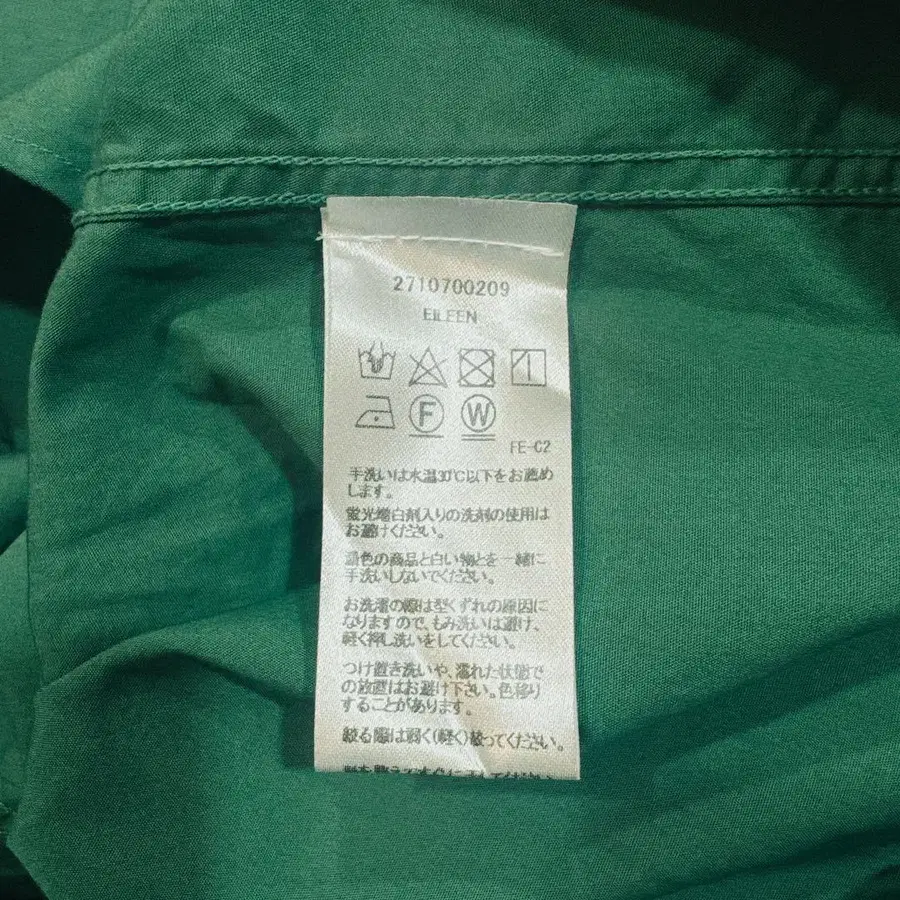 2710700209
EILEEN
F W
FE-C2
手洗いは水温30℃以下をお薦め
します。
蛍光増白剤入りの洗剤の使用は
お避けください。
濃色の商品と白い物とを一緒に
手洗いしないでください。
お洗濯の際は型くずれの原因に
なりますので、もみ洗いは避け、
軽く押し洗いをしてください。
つけ置き洗いや、濡れた状態で
の放置はお避け下さい。色移り
することがあります。
絞る際は弱く(軽く)絞ってください。